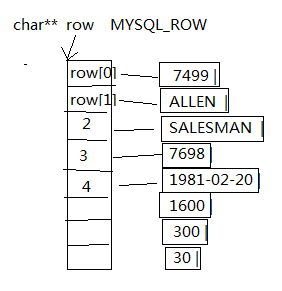 char** row MYSQL_ROW
row[0] 7499
row[1] ALLEN
2 SALESMAN
3 7698
4 1981-02-20
1600
300
30